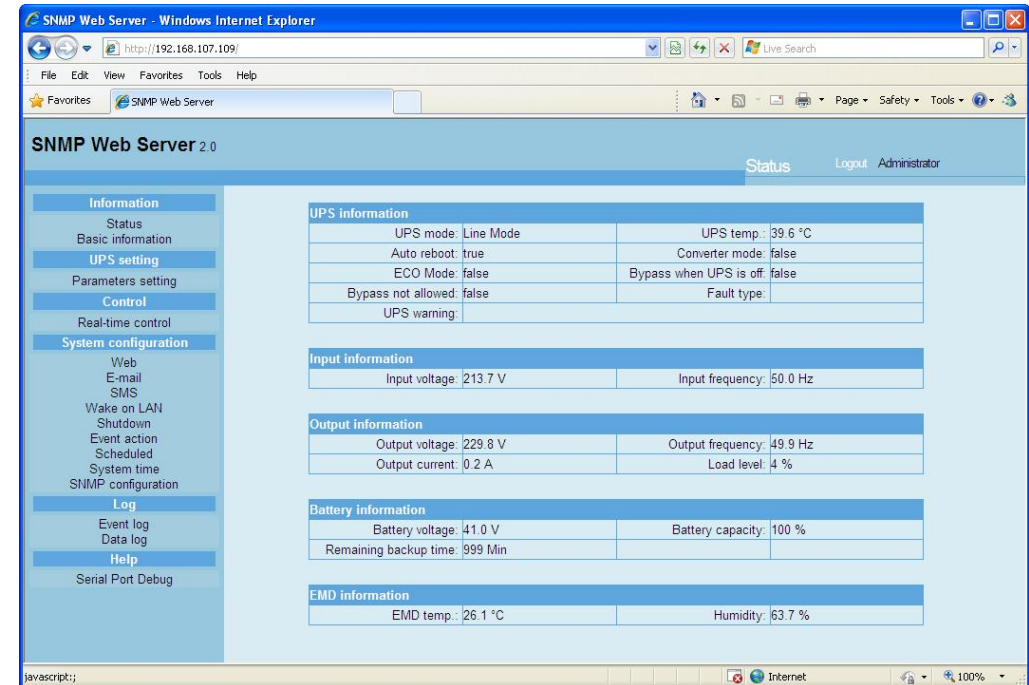 SNMP Web Server - Windows Internet Explorer
http://192.168.107.109/
Live Search
File Edit View Favorites Tools Help
Favorites SNMP Web Server Page Safety Tools
SNMP Web Server 2.0
Status Logout Administrator
Information
Status
Basic information
UPS setting
Parameters setting
Control
Real-time control
System configuration
Web
E-mail
SMS
Wake on LAN
Shutdown
Event action
Scheduled
System time
SNMP configuration
Log
Event log
Data log
Help
Serial Port Debug
UPS information
UPS mode: Line Mode UPS temp.: 39.6 °C
Auto reboot: true Converter mode: false
ECO Mode: false Bypass when UPS is off: false
Bypass not allowed: false Fault type:
UPS warning:
Input information
Input voltage: 213.7 V Input frequency: 50.0 Hz
Output information
Output voltage: 229.8 V Output frequency: 49.9 Hz
Output current: 0.2 A Load level: 4 %
Battery information
Battery voltage: 41.0 V Battery capacity: 100 %
Remaining backup time: 999 Min
EMD information
EMD temp.: 26.1 °C Humidity: 63.7 %
javascript:; Internet 100%